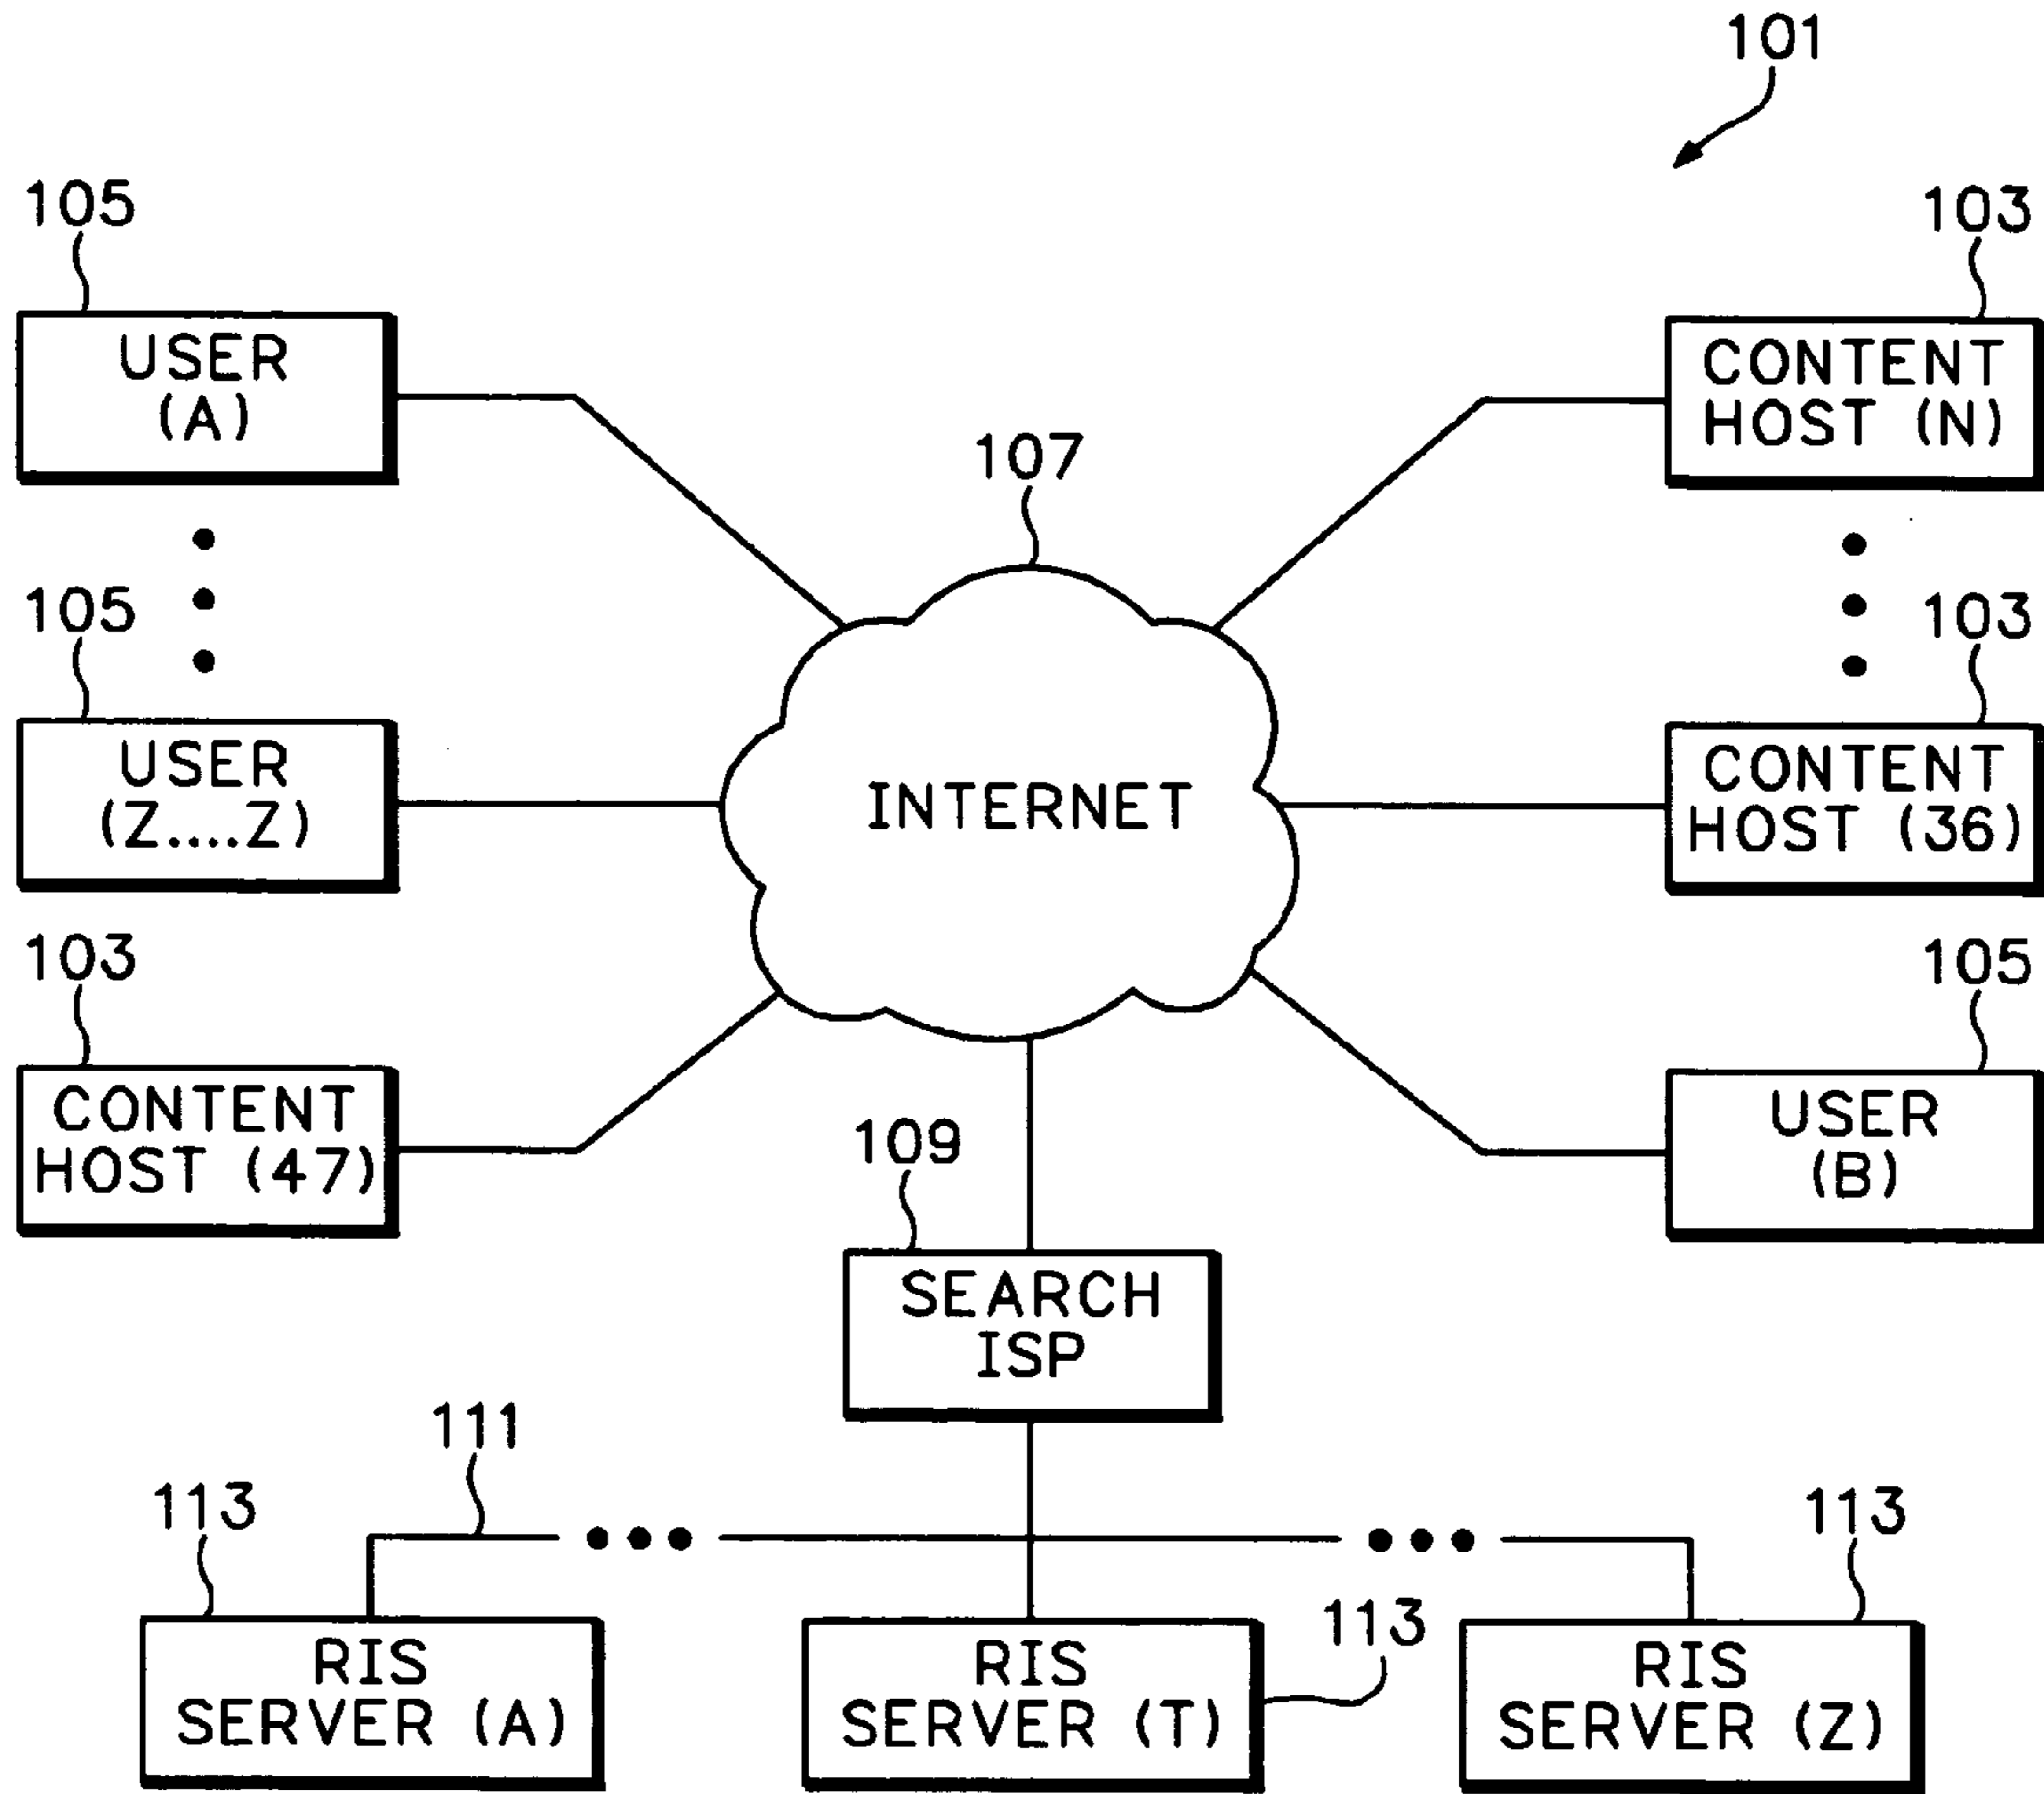 101
105
103
USER
(A)
CONTENT
HOST (N)
107
105
103
USER
(Z....Z)
INTERNET
CONTENT
HOST (36)
103
105
CONTENT
HOST (47)
USER
(B)
109
SEARCH
ISP
111
113
113
RIS
SERVER (A)
RIS
SERVER (T)
113
RIS
SERVER (Z)